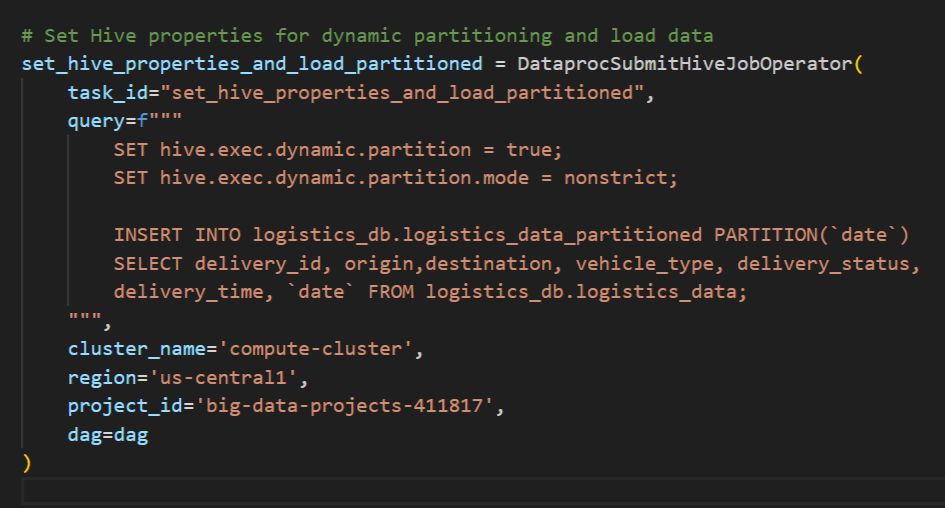 # Set Hive properties for dynamic partitioning and load data
set_hive_properties_and_load_partitioned = DataprocSubmitHiveJobOperator(
    task_id="set_hive_properties_and_load_partitioned",
    query=f"""
        SET hive.exec.dynamic.partition = true;
        SET hive.exec.dynamic.partition.mode = nonstrict;

        INSERT INTO logistics_db.logistics_data_partitioned PARTITION(`date`)
        SELECT delivery_id, origin,destination, vehicle_type, delivery_status,
        delivery_time, `date` FROM logistics_db.logistics_data;
    """,
    cluster_name='compute-cluster',
    region='us-central1',
    project_id='big-data-projects-411817',
    dag=dag
)